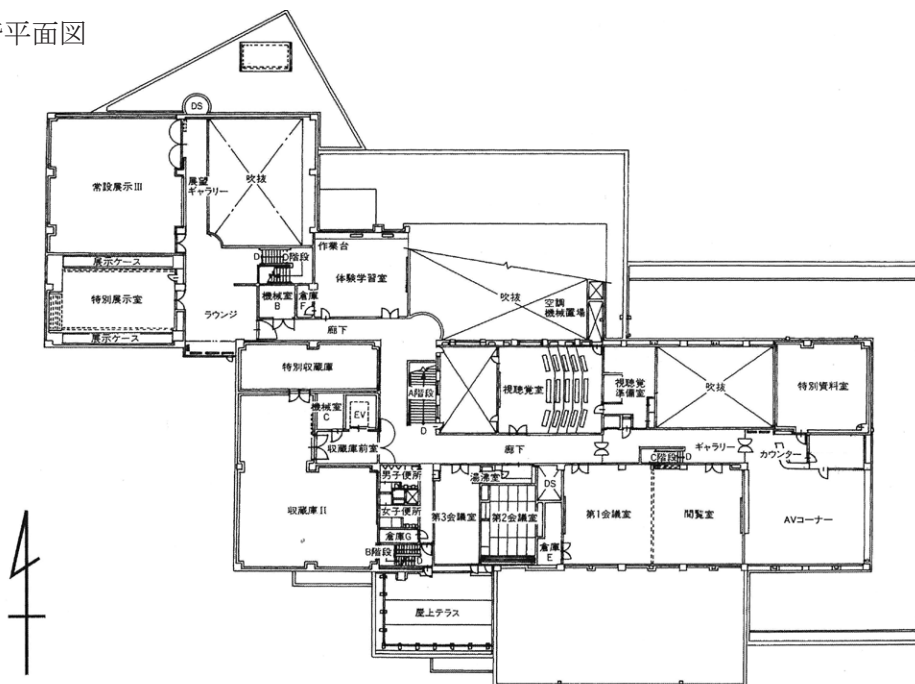 平面図
DS
常設展示Ⅲ
展望
ギャラリー
吹抜
展示ケース
特別展示室
展示ケース
ラウンジ
D
D階段
機械室
B
倉庫
F
作業台
体験学習室
吹抜
空調
機械置場
廊下
特別収蔵庫
機械室
C
EV
収蔵庫前室
収蔵庫Ⅱ
A階段
D
視聴覚室
視聴覚
準備室
吹抜
特別資料室
廊下
ギャラリー
カウンター
C階段
D
男子便所
女子便所
倉庫G
B階段
D
湯沸室
第3会議室
第2会議室
DS
倉庫
E
第1会議室
閲覧室
AVコーナー
屋上テラス